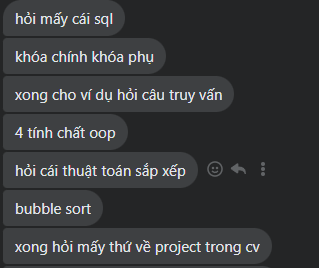 hỏi mấy cái sql
khóa chính khóa phụ
xong cho ví dụ hỏi câu truy vấn
4 tính chất oop
hỏi cái thuật toán sắp xếp
bubble sort
xong hỏi mấy thứ về project trong cv